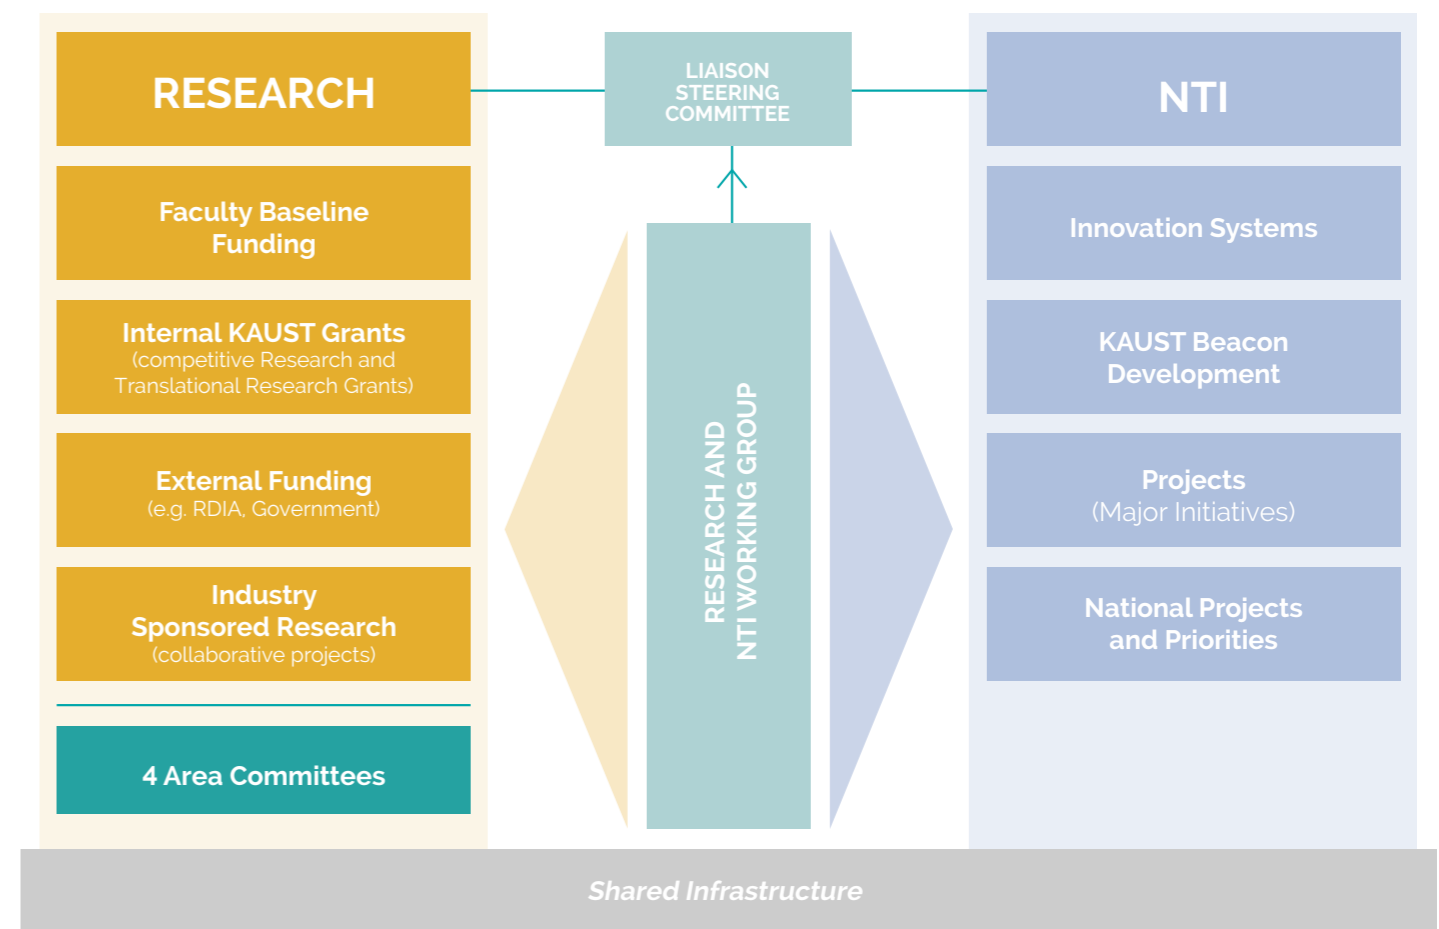 RESEARCH
Faculty Baseline
Funding
Internal KAUST Grants
(competitive Research and
Translational Research Grants)
External Funding
(e.g. RDIA, Government)
Industry
Sponsored Research
(collaborative projects)
4 Area Committees
LIAISON
STEERING
COMMITTEE
RESEARCH AND
NTI WORKING GROUP
NTI
Innovation Systems
KAUST Beacon
Development
Projects
(Major Initiatives)
National Projects
and Priorities
Shared Infrastructure